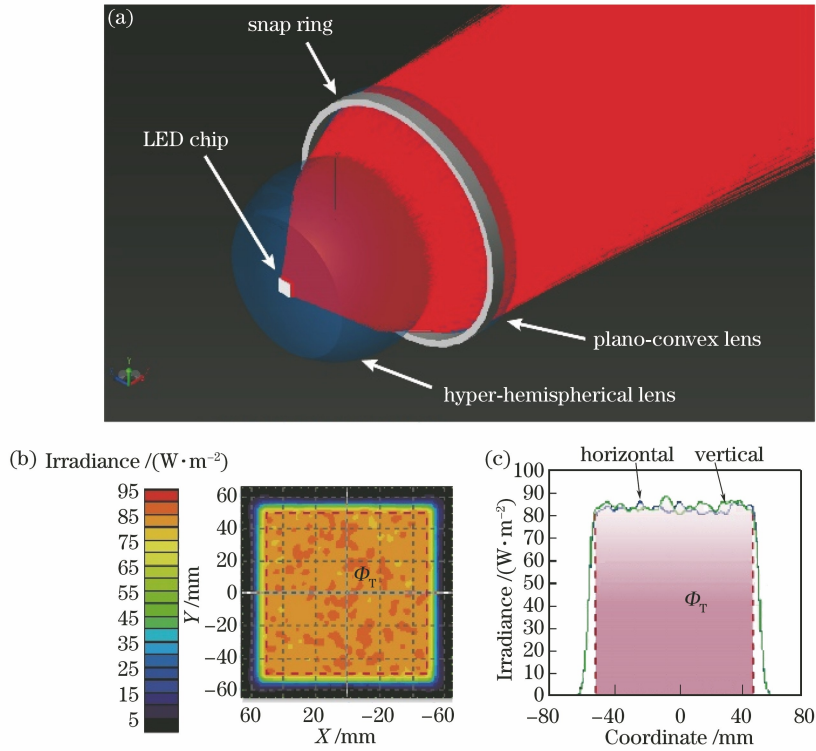 (a)
snap ring
LED chip
plano-convex lens
hyper-hemispherical lens
(b) Irradiance /(W·m⁻²)
95
85
75
65
55
45
35
25
15
5
Y /mm
60
40
20
0
−20
−40
−60
Φ_T
60 20 −20 −60
X /mm
(c)
horizontal vertical
Irradiance /(W·m⁻²)
100
90
80
70
60
50
40
30
20
10
0
Φ_T
−80 −40 0 40 80
Coordinate /mm